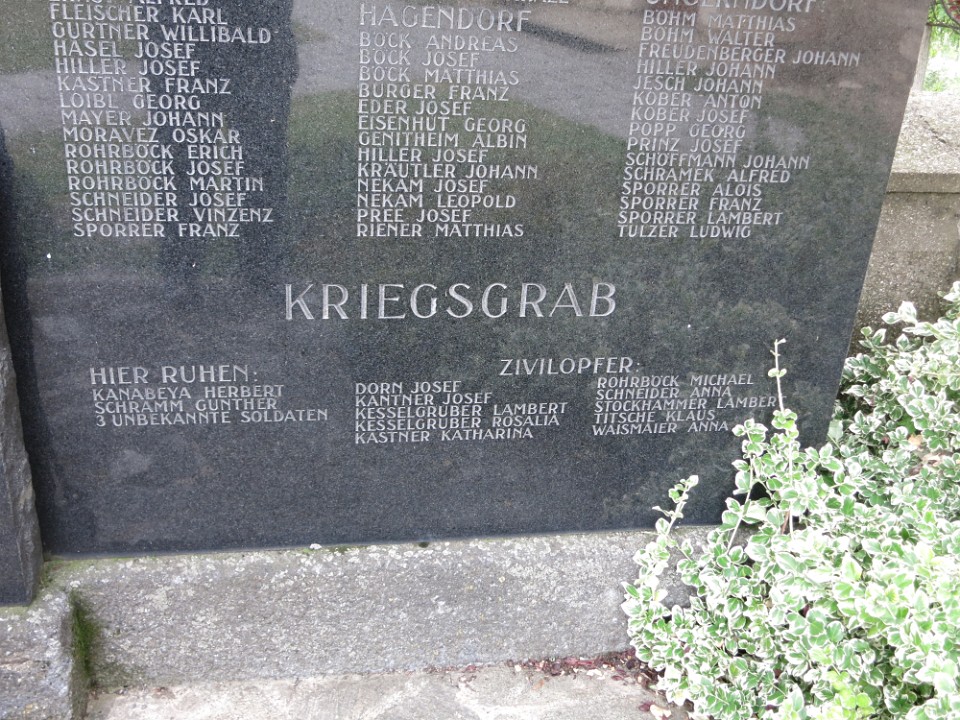 FLEISCHER KARL
GURTNER WILLIBALD
HASEL JOSEF
HILLER JOSEF
KASTNER FRANZ
LOIBL GEORG
MAYER JOHANN
MORAVEZ OSKAR
ROHRBÖCK ERICH
ROHRBÖCK JOSEF
ROHRBÖCK MARTIN
SCHNEIDER JOSEF
SCHNEIDER VINZENZ
SPORRER FRANZ
HAGENDORF
BÖCK ANDREAS
BÖCK JOSEF
BÖCK MATTHIAS
BURGER FRANZ
EDER JOSEF
EISENHUT GEORG
GENITHEIM ALBIN
HILLER JOSEF
KRAUTLER JOHANN
NEKAM JOSEF
NEKAM LEOPOLD
PREE JOSEF
RIENER MATTHIAS
BÖHM MATTHIAS
BÖHM WALTER
FREUDENBERGER JOHANN
HILLER JOHANN
JESCH JOHANN
KOBER ANTON
KOBER JOSEF
POPP GEORG
PRINZ JOSEF
SCHÖFFMANN JOHANN
SCHRAMEK ALFRED
SPORRER ALOIS
SPORRER FRANZ
SPORRER LAMBERT
TULZER LUDWIG
KRIEGSGRAB
HIER RUHEN:
KANABEYA HERBERT
SCHRAMM GÜNTHER
3 UNBEKANNTE SOLDATEN
ZIVILOPFER:
DORN JOSEF
KANTNER JOSEF
KESSELGRUBER LAMBERT
KESSELGRUBER ROSALIA
KASTNER KATHARINA
ROHRBÖCK MICHAEL
SCHNEIDER ANNA
STOCKHAMMER LAMBERT
TITSCHE KLAUS
WAISMAIER ANNA